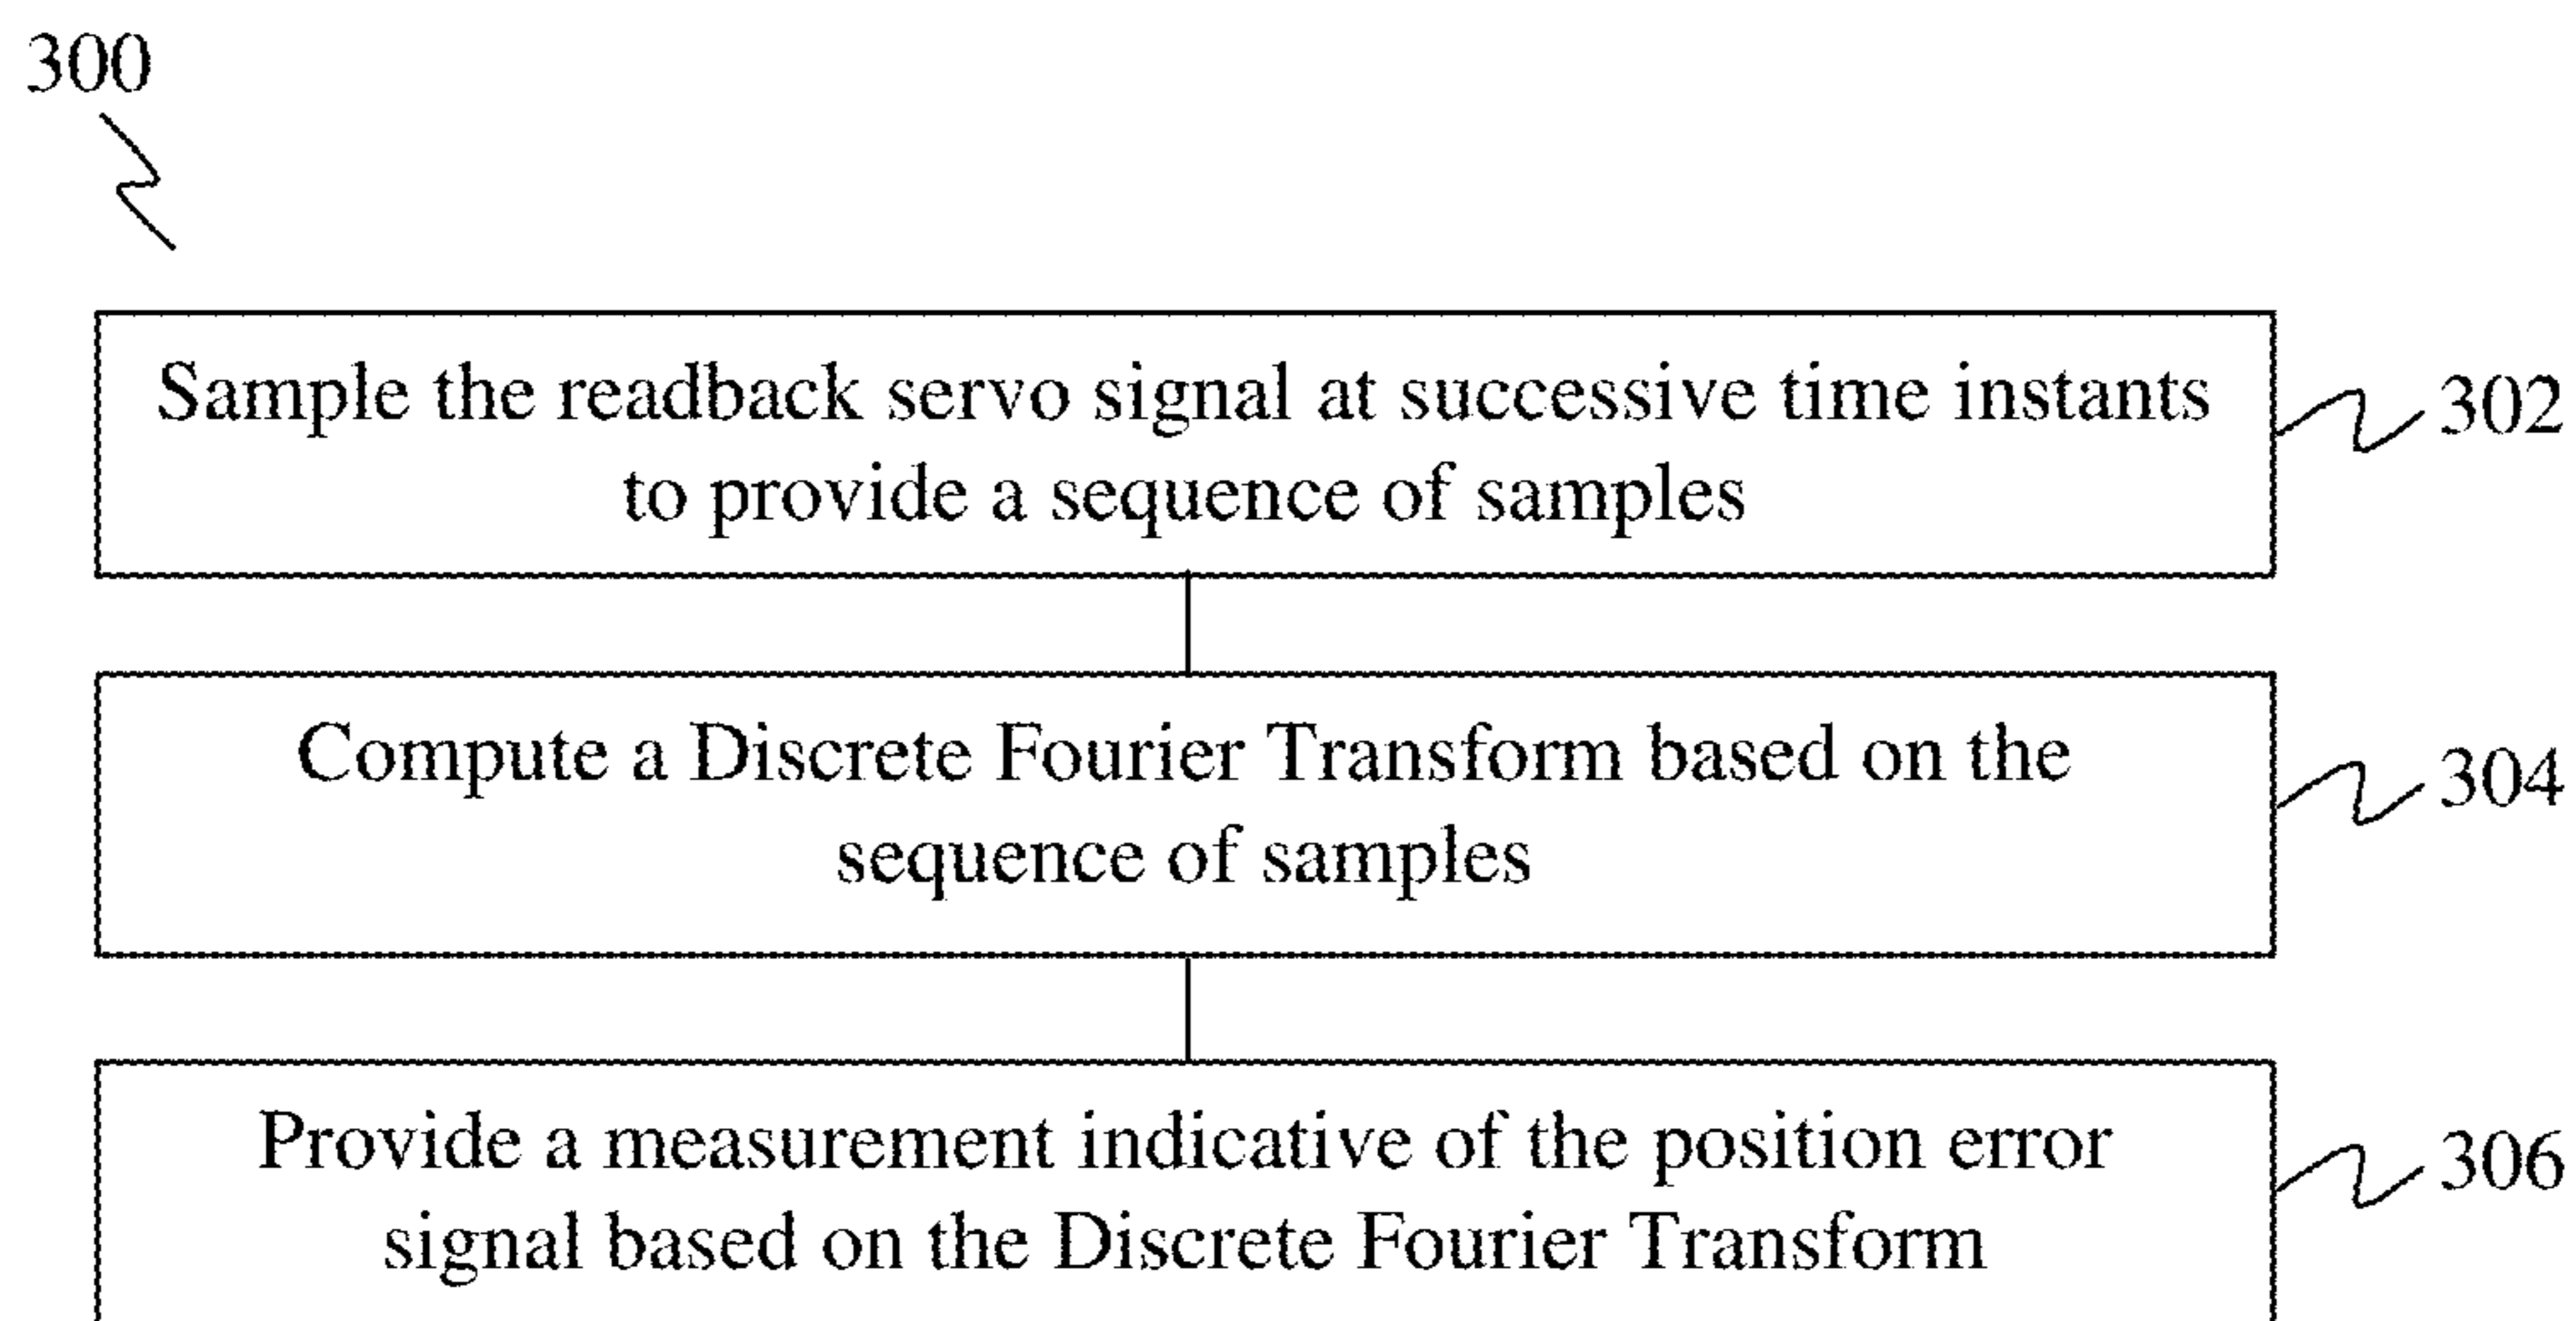 300
Sample the readback servo signal at successive time instants
to provide a sequence of samples
302
Compute a Discrete Fourier Transform based on the
sequence of samples
304
Provide a measurement indicative of the position error
signal based on the Discrete Fourier Transform
306